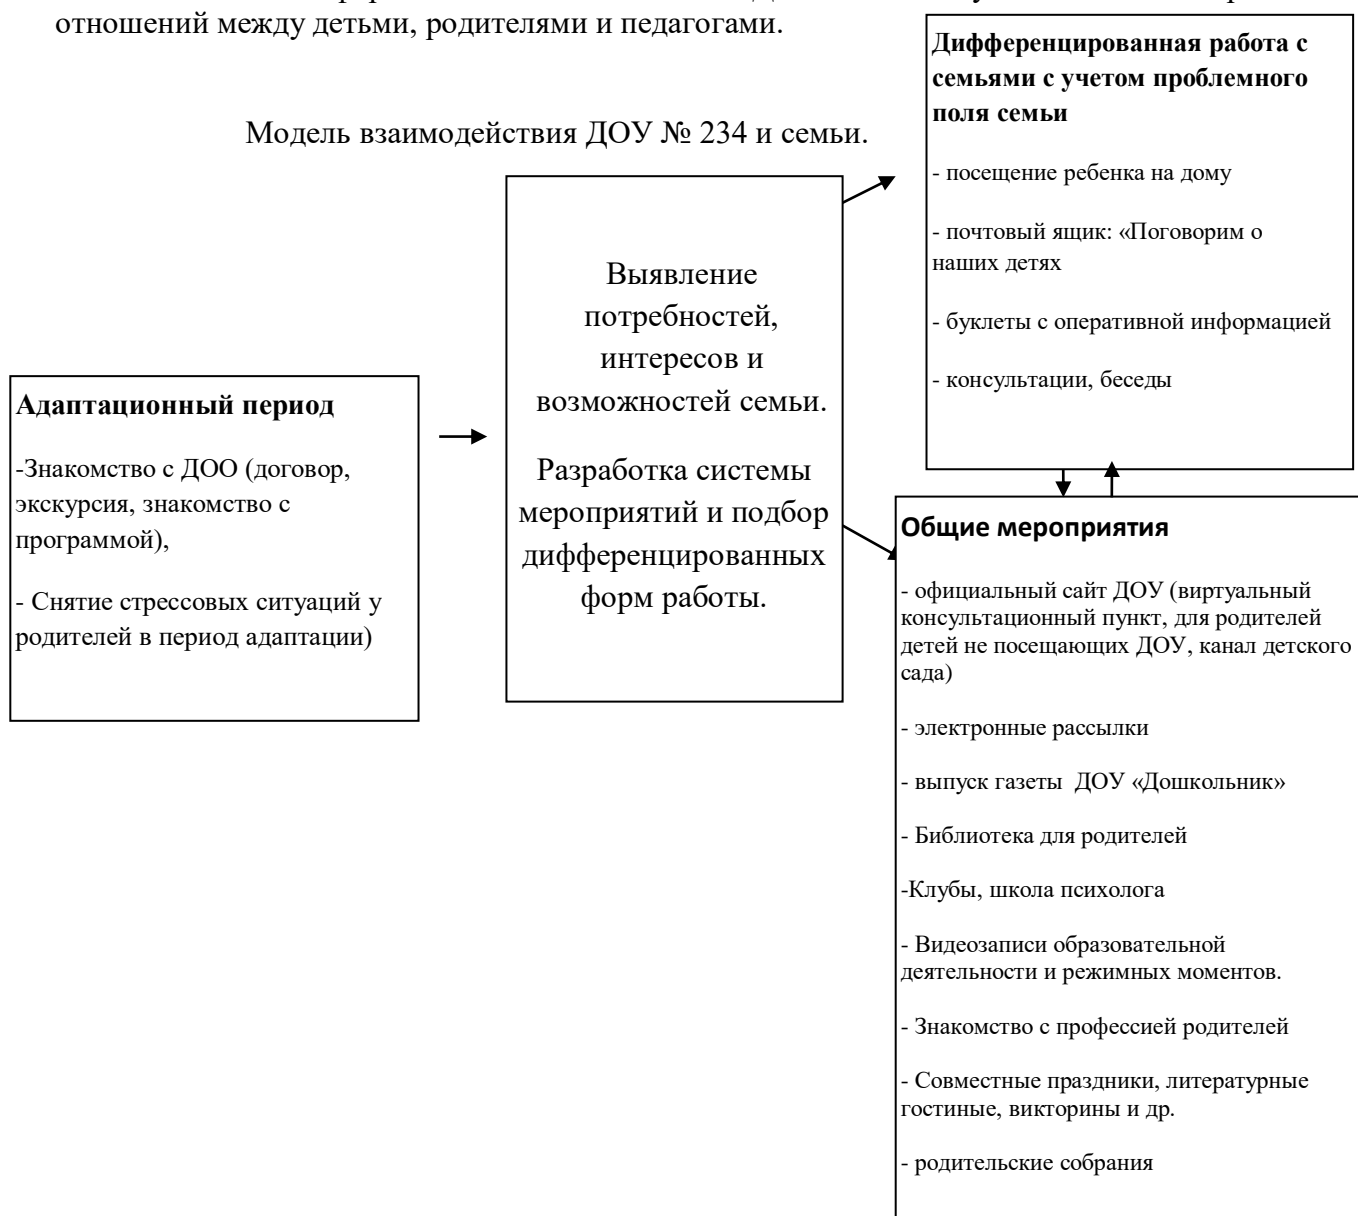 отношений между детьми, родителями и педагогами.
Модель взаимодействия ДОУ № 234 и семьи.
Адаптационный период
-Знакомство с ДОО (договор,
экскурсия, знакомство с
программой),
- Снятие стрессовых ситуаций у
родителей в период адаптации)
Выявление
потребностей,
интересов и
возможностей семьи.
Разработка системы
мероприятий и подбор
дифференцированных
форм работы.
Дифференцированная работа с
семьями с учетом проблемного
поля семьи
- посещение ребенка на дому
- почтовый ящик: «Поговорим о
наших детях
- буклеты с оперативной информацией
- консультации, беседы
Общие мероприятия
- официальный сайт ДОУ (виртуальный
консультационный пункт, для родителей
детей не посещающих ДОУ, канал детского
сада)
- электронные рассылки
- выпуск газеты  ДОУ «Дошкольник»
- Библиотека для родителей
-Клубы, школа психолога
- Видеозаписи образовательной
деятельности и режимных моментов.
- Знакомство с профессией родителей
- Совместные праздники, литературные
гостиные, викторины и др.
- родительские собрания